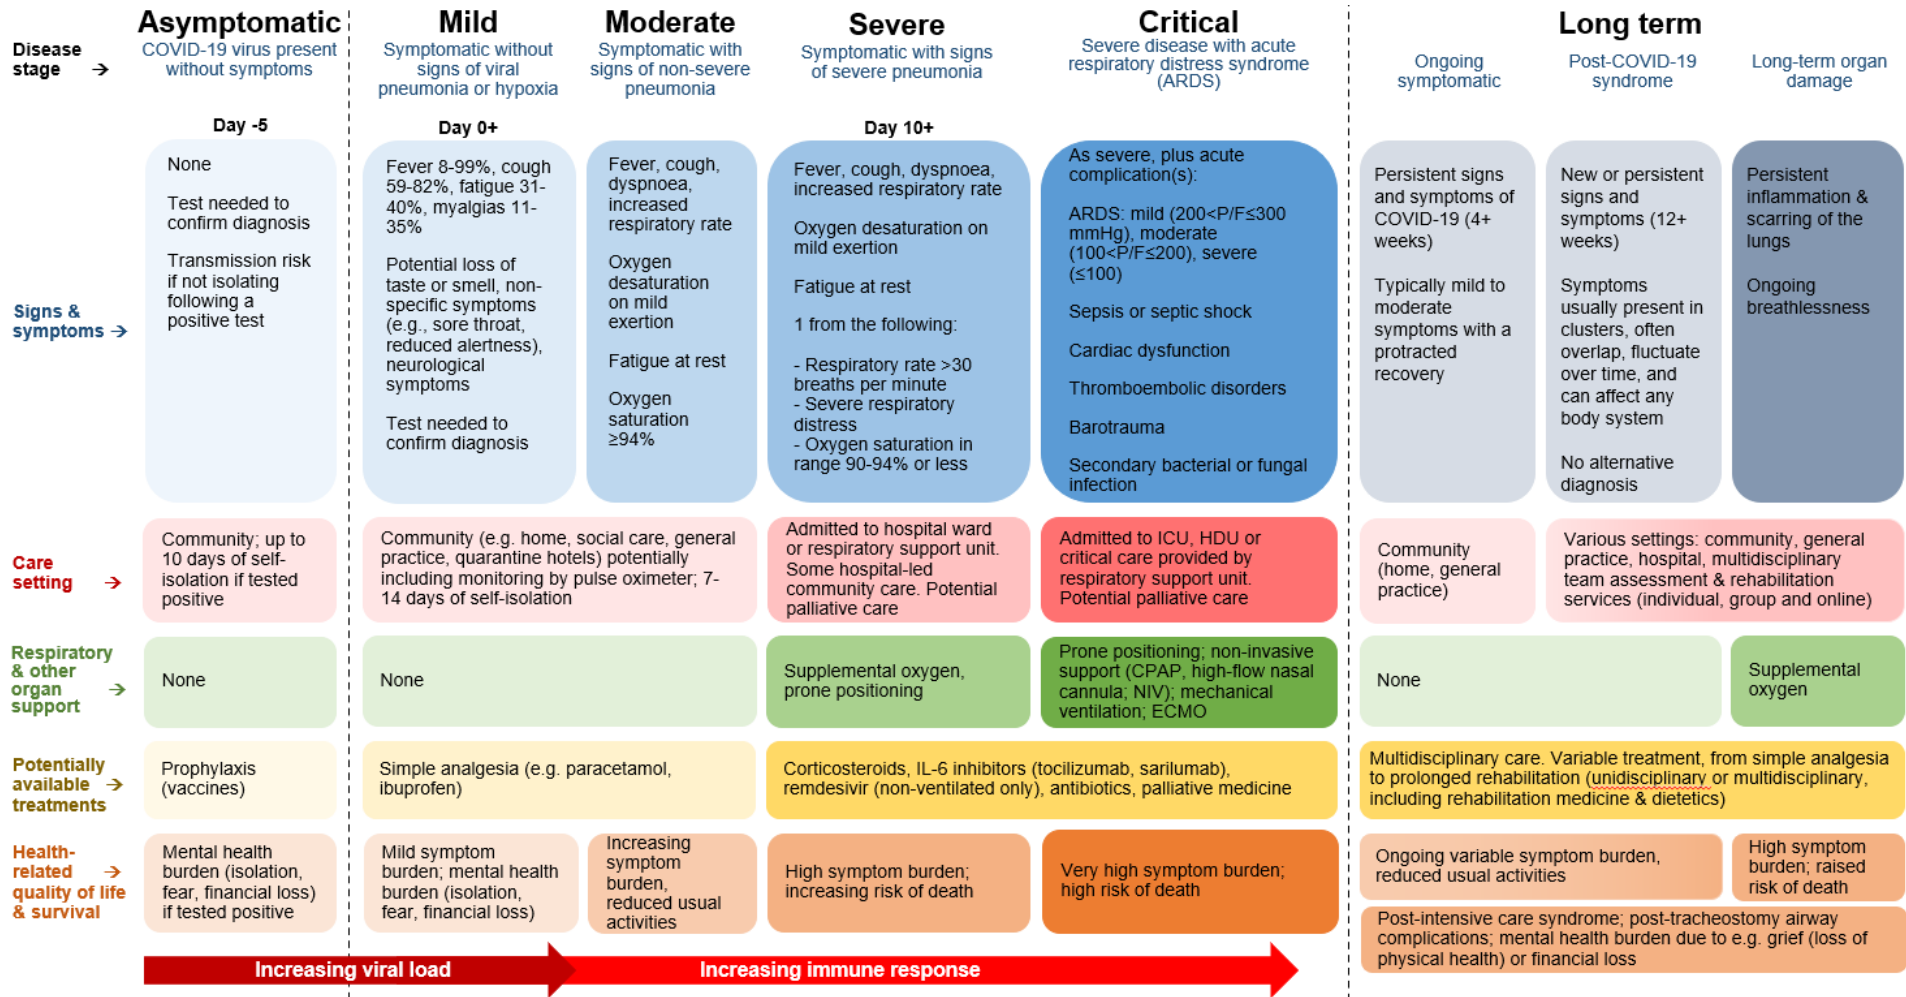 Disease
stage →
Asymptomatic
COVID-19 virus present
without symptoms
Mild
Symptomatic without
signs of viral
pneumonia or hypoxia
Moderate
Symptomatic with
signs of non-severe
pneumonia
Severe
Symptomatic with signs
of severe pneumonia
Critical
Severe disease with acute
respiratory distress syndrome
(ARDS)
Long term
Ongoing
symptomatic
Post-COVID-19
syndrome
Long-term organ
damage
Day -5
Day 0+
Day 10+
Signs &
symptoms →
None
Test needed to
confirm diagnosis
Transmission risk
if not isolating
following a
positive test
Fever 8-99%, cough
59-82%, fatigue 31-
40%, myalgias 11-
35%
Potential loss of
taste or smell, non-
specific symptoms
(e.g., sore throat,
reduced alertness),
neurological
symptoms
Test needed to
confirm diagnosis
Fever, cough,
dyspnoea,
increased
respiratory rate
Oxygen
desaturation
on mild
exertion
Fatigue at rest
Oxygen
saturation
≥94%
Fever, cough, dyspnoea,
increased respiratory rate
Oxygen desaturation on
mild exertion
Fatigue at rest
1 from the following:
- Respiratory rate >30
breaths per minute
- Severe respiratory
distress
- Oxygen saturation in
range 90-94% or less
As severe, plus acute
complication(s):
ARDS: mild (200<P/F≤300
mmHg), moderate
(100<P/F≤200), severe
(≤100)
Sepsis or septic shock
Cardiac dysfunction
Thromboembolic disorders
Barotrauma
Secondary bacterial or fungal
infection
Persistent signs
and symptoms of
COVID-19 (4+
weeks)
Typically mild to
moderate
symptoms with a
protracted
recovery
New or persistent
signs and
symptoms (12+
weeks)
Symptoms
usually present in
clusters, often
overlap, fluctuate
over time, and
can affect any
body system
No alternative
diagnosis
Persistent
inflammation &
scarring of the
lungs
Ongoing
breathlessness
Care
setting →
Community; up to
10 days of self-
isolation if tested
positive
Community (e.g. home, social care, general
practice, quarantine hotels) potentially
including monitoring by pulse oximeter; 7-
14 days of self-isolation
Admitted to hospital ward
or respiratory support unit.
Some hospital-led
community care. Potential
palliative care
Admitted to ICU, HDU or
critical care provided by
respiratory support unit.
Potential palliative care
Community
(home, general
practice)
Various settings: community, general
practice, hospital, multidisciplinary
team assessment & rehabilitation
services (individual, group and online)
Respiratory
& other
organ →
support
None
None
Supplemental oxygen,
prone positioning
Prone positioning; non-invasive
support (CPAP, high-flow nasal
cannula; NIV); mechanical
ventilation; ECMO
None
Supplemental
oxygen
Potentially
available →
treatments
Prophylaxis
(vaccines)
Simple analgesia (e.g. paracetamol,
ibuprofen)
Corticosteroids, IL-6 inhibitors (tocilizumab, sarilumab),
remdesivir (non-ventilated only), antibiotics, palliative medicine
Multidisciplinary care. Variable treatment, from simple analgesia
to prolonged rehabilitation (unidisciplinary or multidisciplinary,
including rehabilitation medicine & dietetics)
Health-
related →
quality of life
& survival
Mental health
burden (isolation,
fear, financial loss)
if tested positive
Mild symptom
burden; mental health
burden (isolation,
fear, financial loss)
Increasing
symptom
burden,
reduced usual
activities
High symptom burden;
increasing risk of death
Very high symptom burden;
high risk of death
Ongoing variable symptom burden,
reduced usual activities
High symptom
burden; raised
risk of death
Post-intensive care syndrome; post-tracheostomy airway
complications; mental health burden due to e.g. grief (loss of
physical health) or financial loss
Increasing viral load
Increasing immune response